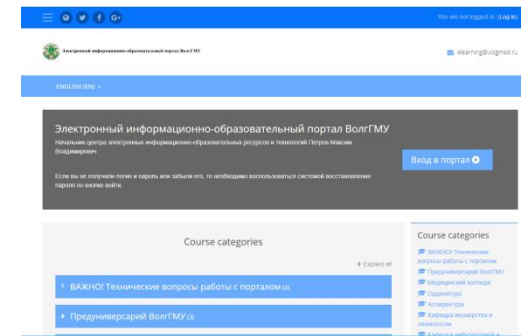 You are not logged in. (Log in)
Электронный информационно-образовательный портал ВолгГМУ
elearning@volgmed.ru
ENGLISH (EN)
Электронный информационно-образовательный портал ВолгГМУ
Начальник центра электронных информационно-образовательных ресурсов и технологий Петров Максим
Владимирович
Вход в портал
Если вы не получили логин и пароль или забыли его, то необходимо воспользоваться системой восстановления
пароля по кнопке войти.
Course categories
Expand all
ВАЖНО! Технические вопросы работы с порталом (4)
Предуниверсарий ВолгГМУ (3)
Course categories
ВАЖНО! Технические
вопросы работы с порталом
Предуниверсарий ВолгГМУ
Медицинский колледж
Ординатура
Аспирантура
Кафедра акушерства и
гинекологии